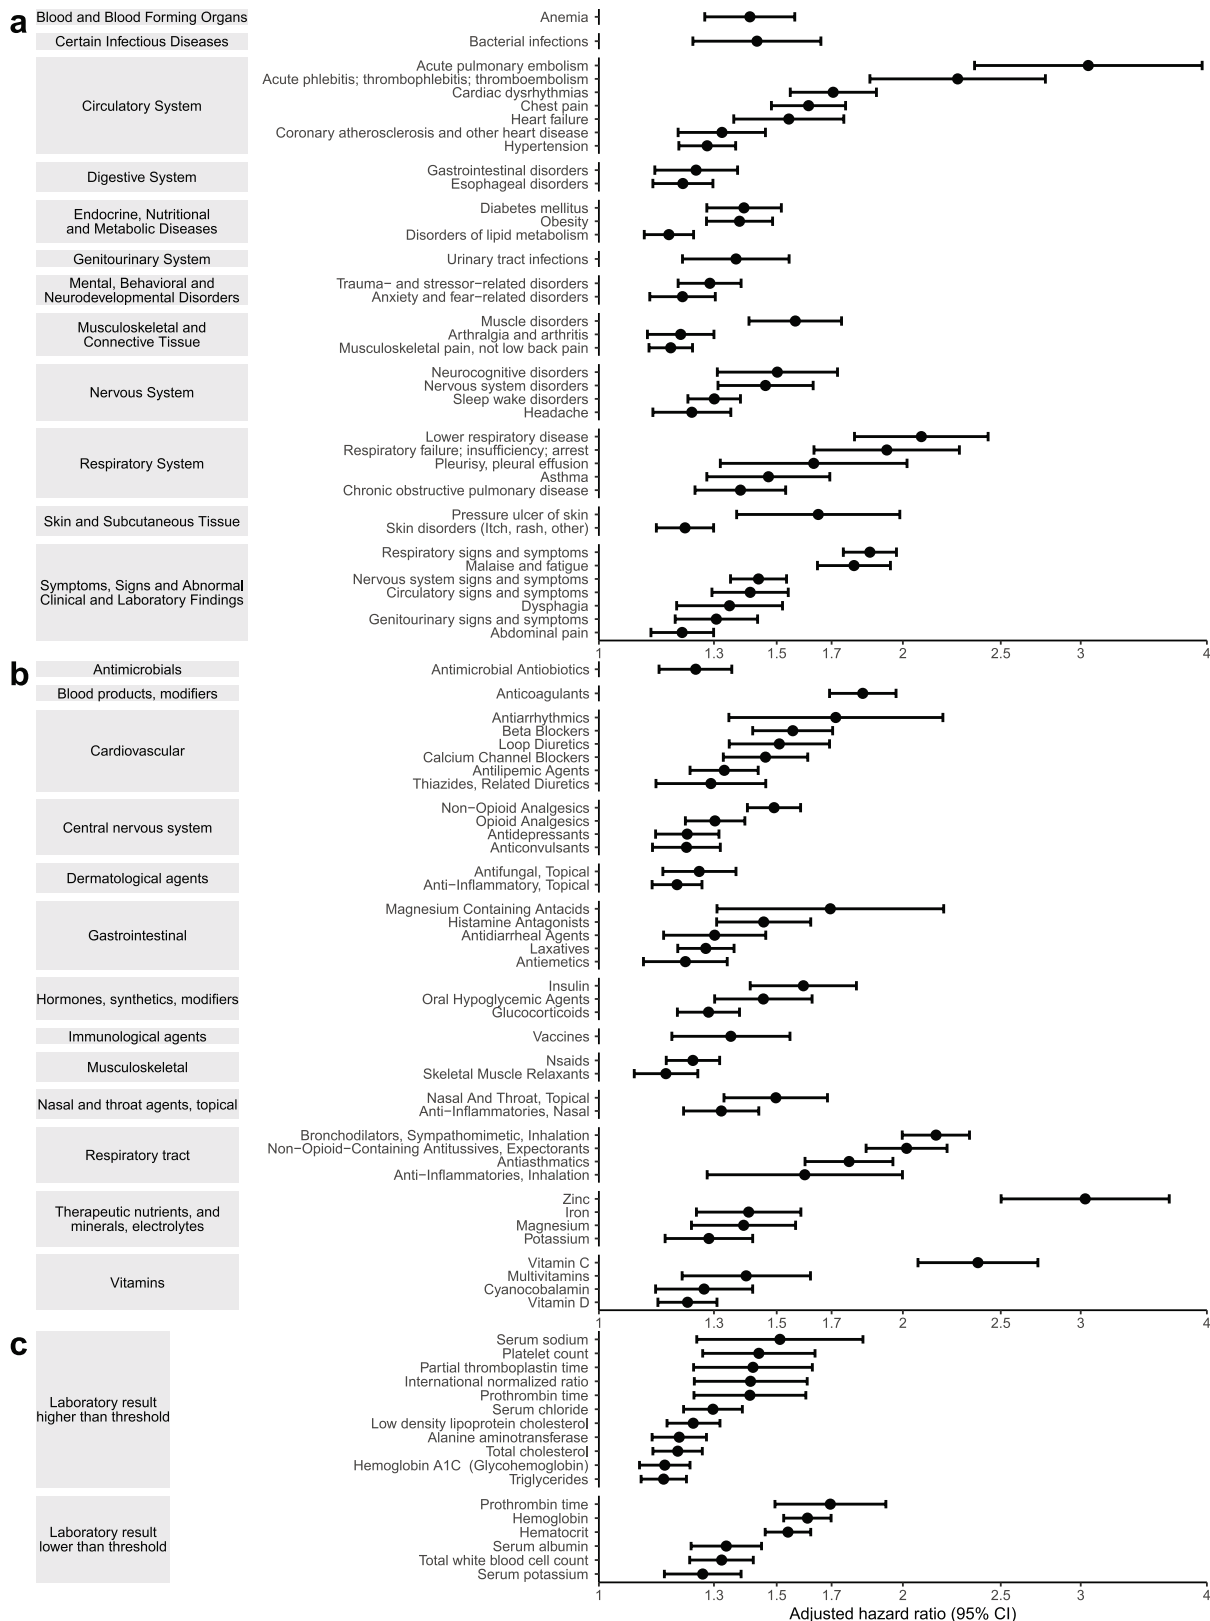 a
Blood and Blood Forming Organs
Anemia
Certain Infectious Diseases
Bacterial infections
Circulatory System
Acute pulmonary embolism
Acute phlebitis; thrombophlebitis; thromboembolism
Cardiac dysrhythmias
Chest pain
Heart failure
Coronary atherosclerosis and other heart disease
Hypertension
Digestive System
Gastrointestinal disorders
Esophageal disorders
Endocrine, Nutritional
and Metabolic Diseases
Diabetes mellitus
Obesity
Disorders of lipid metabolism
Genitourinary System
Urinary tract infections
Mental, Behavioral and
Neurodevelopmental Disorders
Trauma− and stressor−related disorders
Anxiety and fear−related disorders
Musculoskeletal and
Connective Tissue
Muscle disorders
Arthralgia and arthritis
Musculoskeletal pain, not low back pain
Nervous System
Neurocognitive disorders
Nervous system disorders
Sleep wake disorders
Headache
Respiratory System
Lower respiratory disease
Respiratory failure; insufficiency; arrest
Pleurisy, pleural effusion
Asthma
Chronic obstructive pulmonary disease
Skin and Subcutaneous Tissue
Pressure ulcer of skin
Skin disorders (Itch, rash, other)
Symptoms, Signs and Abnormal
Clinical and Laboratory Findings
Respiratory signs and symptoms
Malaise and fatigue
Nervous system signs and symptoms
Circulatory signs and symptoms
Dysphagia
Genitourinary signs and symptoms
Abdominal pain
1 1.3 1.5 1.7 2 2.5 3 4
b
Antimicrobials
Antimicrobial Antiobiotics
Blood products, modifiers
Anticoagulants
Cardiovascular
Antiarrhythmics
Beta Blockers
Loop Diuretics
Calcium Channel Blockers
Antilipemic Agents
Thiazides, Related Diuretics
Central nervous system
Non−Opioid Analgesics
Opioid Analgesics
Antidepressants
Anticonvulsants
Dermatological agents
Antifungal, Topical
Anti−Inflammatory, Topical
Gastrointestinal
Magnesium Containing Antacids
Histamine Antagonists
Antidiarrheal Agents
Laxatives
Antiemetics
Hormones, synthetics, modifiers
Insulin
Oral Hypoglycemic Agents
Glucocorticoids
Immunological agents
Vaccines
Musculoskeletal
Nsaids
Skeletal Muscle Relaxants
Nasal and throat agents, topical
Nasal And Throat, Topical
Anti−Inflammatories, Nasal
Respiratory tract
Bronchodilators, Sympathomimetic, Inhalation
Non−Opioid−Containing Antitussives, Expectorants
Antiasthmatics
Anti−Inflammatories, Inhalation
Therapeutic nutrients, and
minerals, electrolytes
Zinc
Iron
Magnesium
Potassium
Vitamins
Vitamin C
Multivitamins
Cyanocobalamin
Vitamin D
1 1.3 1.5 1.7 2 2.5 3 4
c
Laboratory result
higher than threshold
Serum sodium
Platelet count
Partial thromboplastin time
International normalized ratio
Prothrombin time
Serum chloride
Low density lipoprotein cholesterol
Alanine aminotransferase
Total cholesterol
Hemoglobin A1C (Glycohemoglobin)
Triglycerides
Laboratory result
lower than threshold
Prothrombin time
Hemoglobin
Hematocrit
Serum albumin
Total white blood cell count
Serum potassium
1 1.3 1.5 1.7 2 2.5 3 4
Adjusted hazard ratio (95% CI)